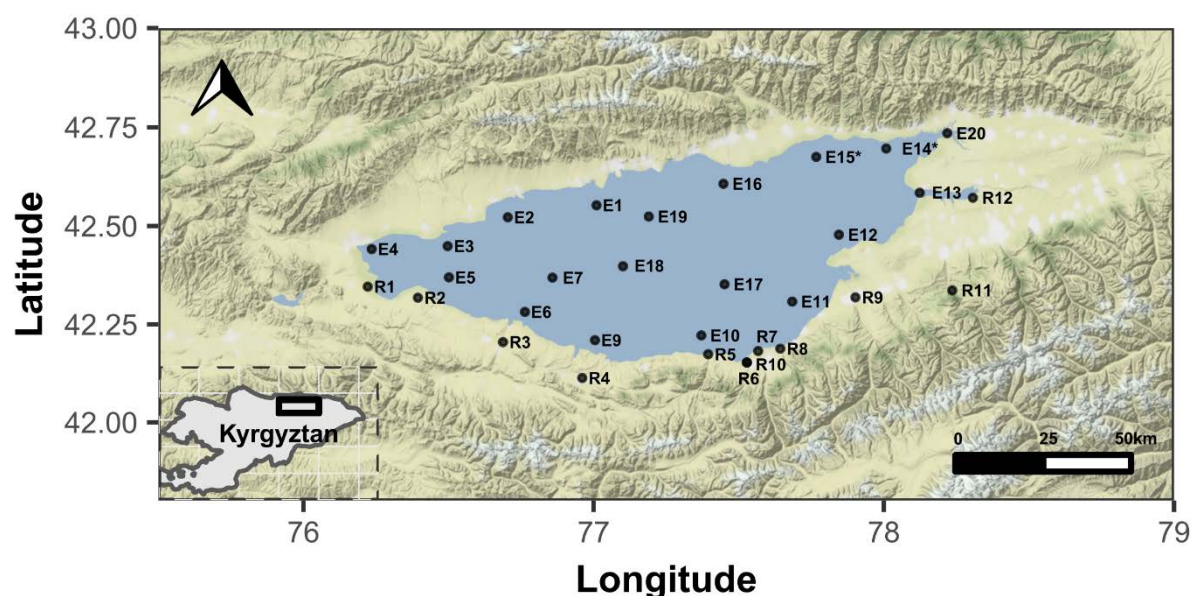 43.00
42.75
42.50
42.25
42.00
Latitude
E20
E14*
E15*
E16
E13
R12
E1
E2
E19
E12
E4
E3
E18
E5
E7
E17
R11
R1
R2
R9
E11
E6
E10
R7
E9
R3
R8
R5
R10
R6
R4
Kyrgyztan
0 25 50km
76 77 78 79
Longitude